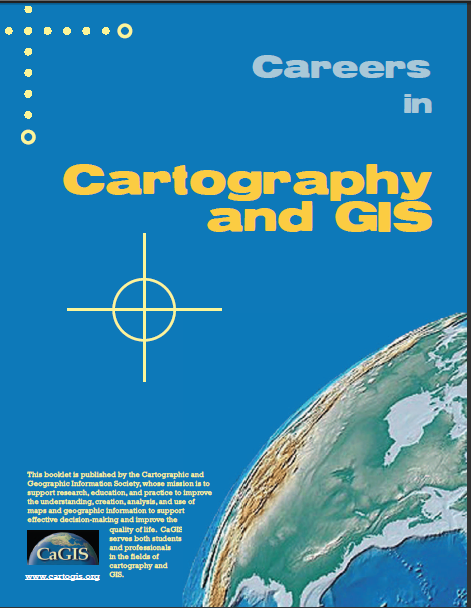 Careers
in
Cartography
and GIS
This booklet is published by the Cartographic and
Geographic Information Society, whose mission is to
support research, education, and practice to improve
the understanding, creation, analysis, and use of
maps and geographic information to support
effective decision-making and improve the
quality of life. CaGIS
serves both students
and professionals
in the fields of
cartography and
GIS.
CaGIS
www.cartogis.org